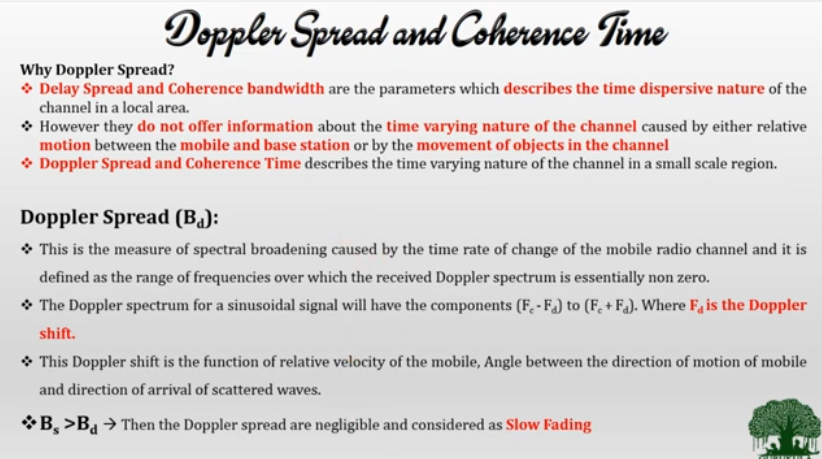 Doppler Spread and Coherence Time
Why Doppler Spread?
❖ Delay Spread and Coherence bandwidth are the parameters which describes the time dispersive nature of the
channel in a local area.
❖ However they do not offer information about the time varying nature of the channel caused by either relative
motion between the mobile and base station or by the movement of objects in the channel
❖ Doppler Spread and Coherence Time describes the time varying nature of the channel in a small scale region.
Doppler Spread (Bd):
❖ This is the measure of spectral broadening caused by the time rate of change of the mobile radio channel and it is
defined as the range of frequencies over which the received Doppler spectrum is essentially non zero.
❖ The Doppler spectrum for a sinusoidal signal will have the components (Fc - Fd) to (Fc + Fd). Where Fd is the Doppler
shift.
❖ This Doppler shift is the function of relative velocity of the mobile, Angle between the direction of motion of mobile
and direction of arrival of scattered waves.
❖ Bs >Bd → Then the Doppler spread are negligible and considered as Slow Fading